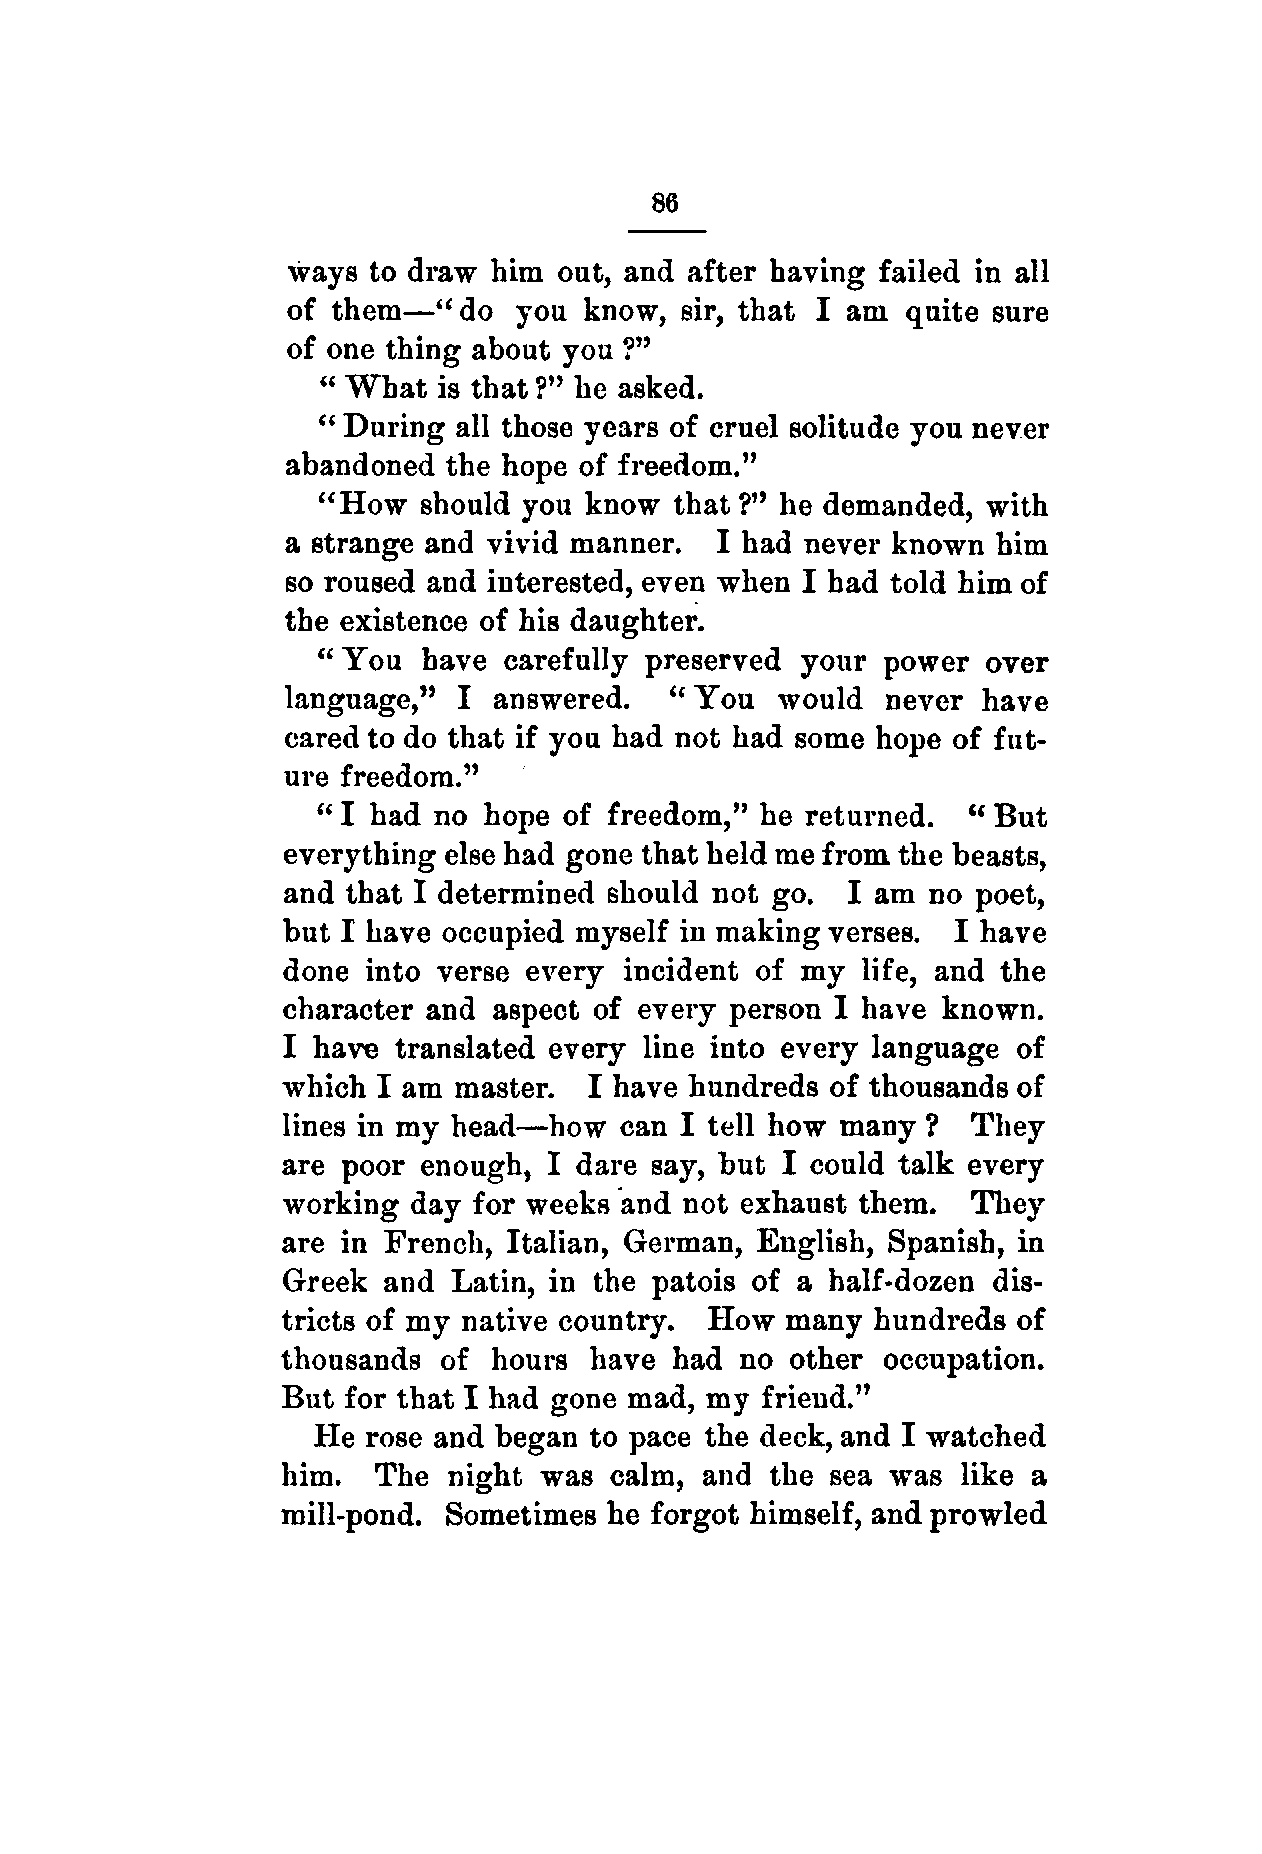 86
ways to draw him out, and after having failed in all
of them—“do you know, sir, that I am quite sure
of one thing about you?”
“What is that?” he asked.
“During all those years of cruel solitude you never
abandoned the hope of freedom.”
“How should you know that?” he demanded, with
a strange and vivid manner. I had never known him
so roused and interested, even when I had told him of
the existence of his daughter.
“You have carefully preserved your power over
language,” I answered. “You would never have
cared to do that if you had not had some hope of fut-
ure freedom.”
“I had no hope of freedom,” he returned. “But
everything else had gone that held me from the beasts,
and that I determined should not go. I am no poet,
but I have occupied myself in making verses. I have
done into verse every incident of my life, and the
character and aspect of every person I have known.
I have translated every line into every language of
which I am master. I have hundreds of thousands of
lines in my head—how can I tell how many? They
are poor enough, I dare say, but I could talk every
working day for weeks and not exhaust them. They
are in French, Italian, German, English, Spanish, in
Greek and Latin, in the patois of a half-dozen dis-
tricts of my native country. How many hundreds of
thousands of hours have had no other occupation.
But for that I had gone mad, my friend.”
He rose and began to pace the deck, and I watched
him. The night was calm, and the sea was like a
mill-pond. Sometimes he forgot himself, and prowled